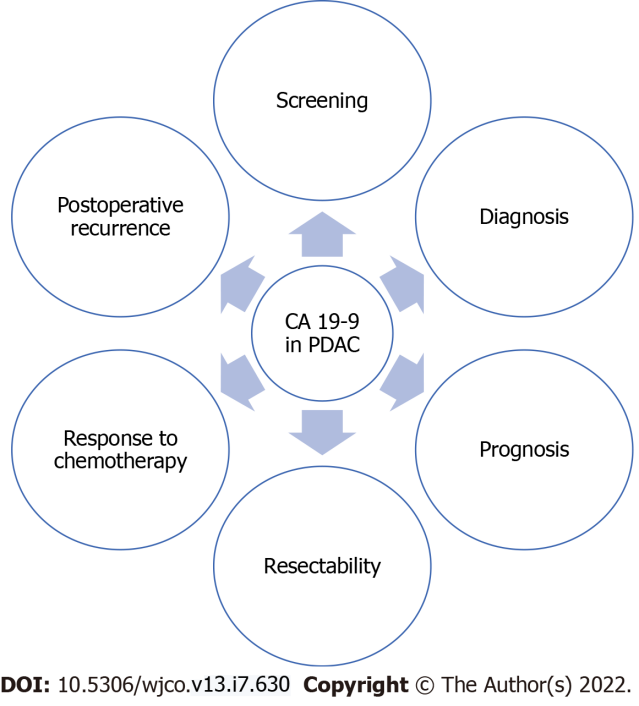 Screening
Postoperative
recurrence
Diagnosis
CA 19-9
in PDAC
Response to
chemotherapy
Prognosis
Resectability
DOI: 10.5306/wjco.v13.i7.630 Copyright © The Author(s) 2022.